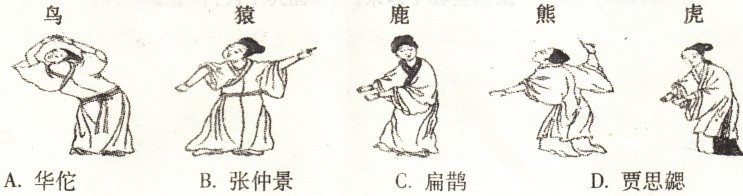 鸟 猿 鹿 熊 虎
A. 华佗 B. 张仲景 C. 扁鹊 D. 贾思勰